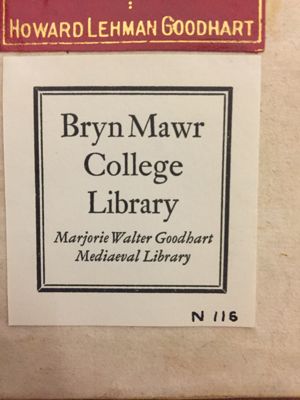 :
HOWARD LEHMAN GOODHART
Bryn Mawr
College
Library
Marjorie Walter Goodhart
Mediaeval Library
N 116